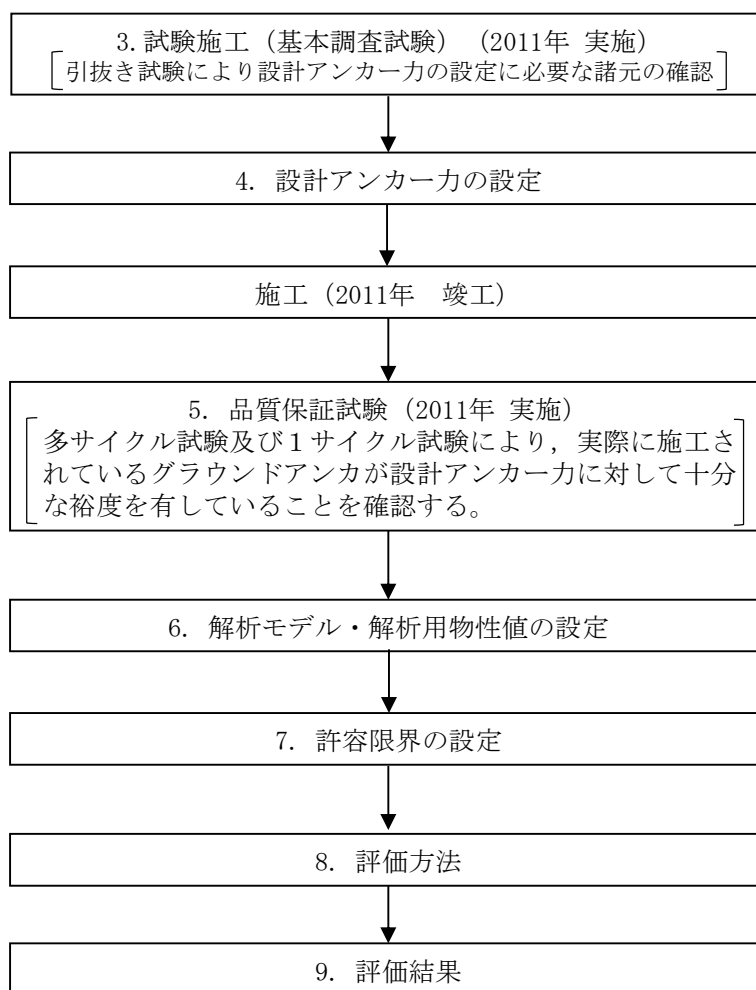 3.試験施工（基本調査試験）（2011年 実施）
引抜き試験により設計アンカー力の設定に必要な諸元の確認
4. 設計アンカー力の設定
施工（2011年　竣工）
5. 品質保証試験（2011年 実施）
多サイクル試験及び１サイクル試験により，実際に施工さ
れているグラウンドアンカが設計アンカー力に対して十分
な裕度を有していることを確認する。
6. 解析モデル・解析用物性値の設定
7. 許容限界の設定
8. 評価方法
9. 評価結果